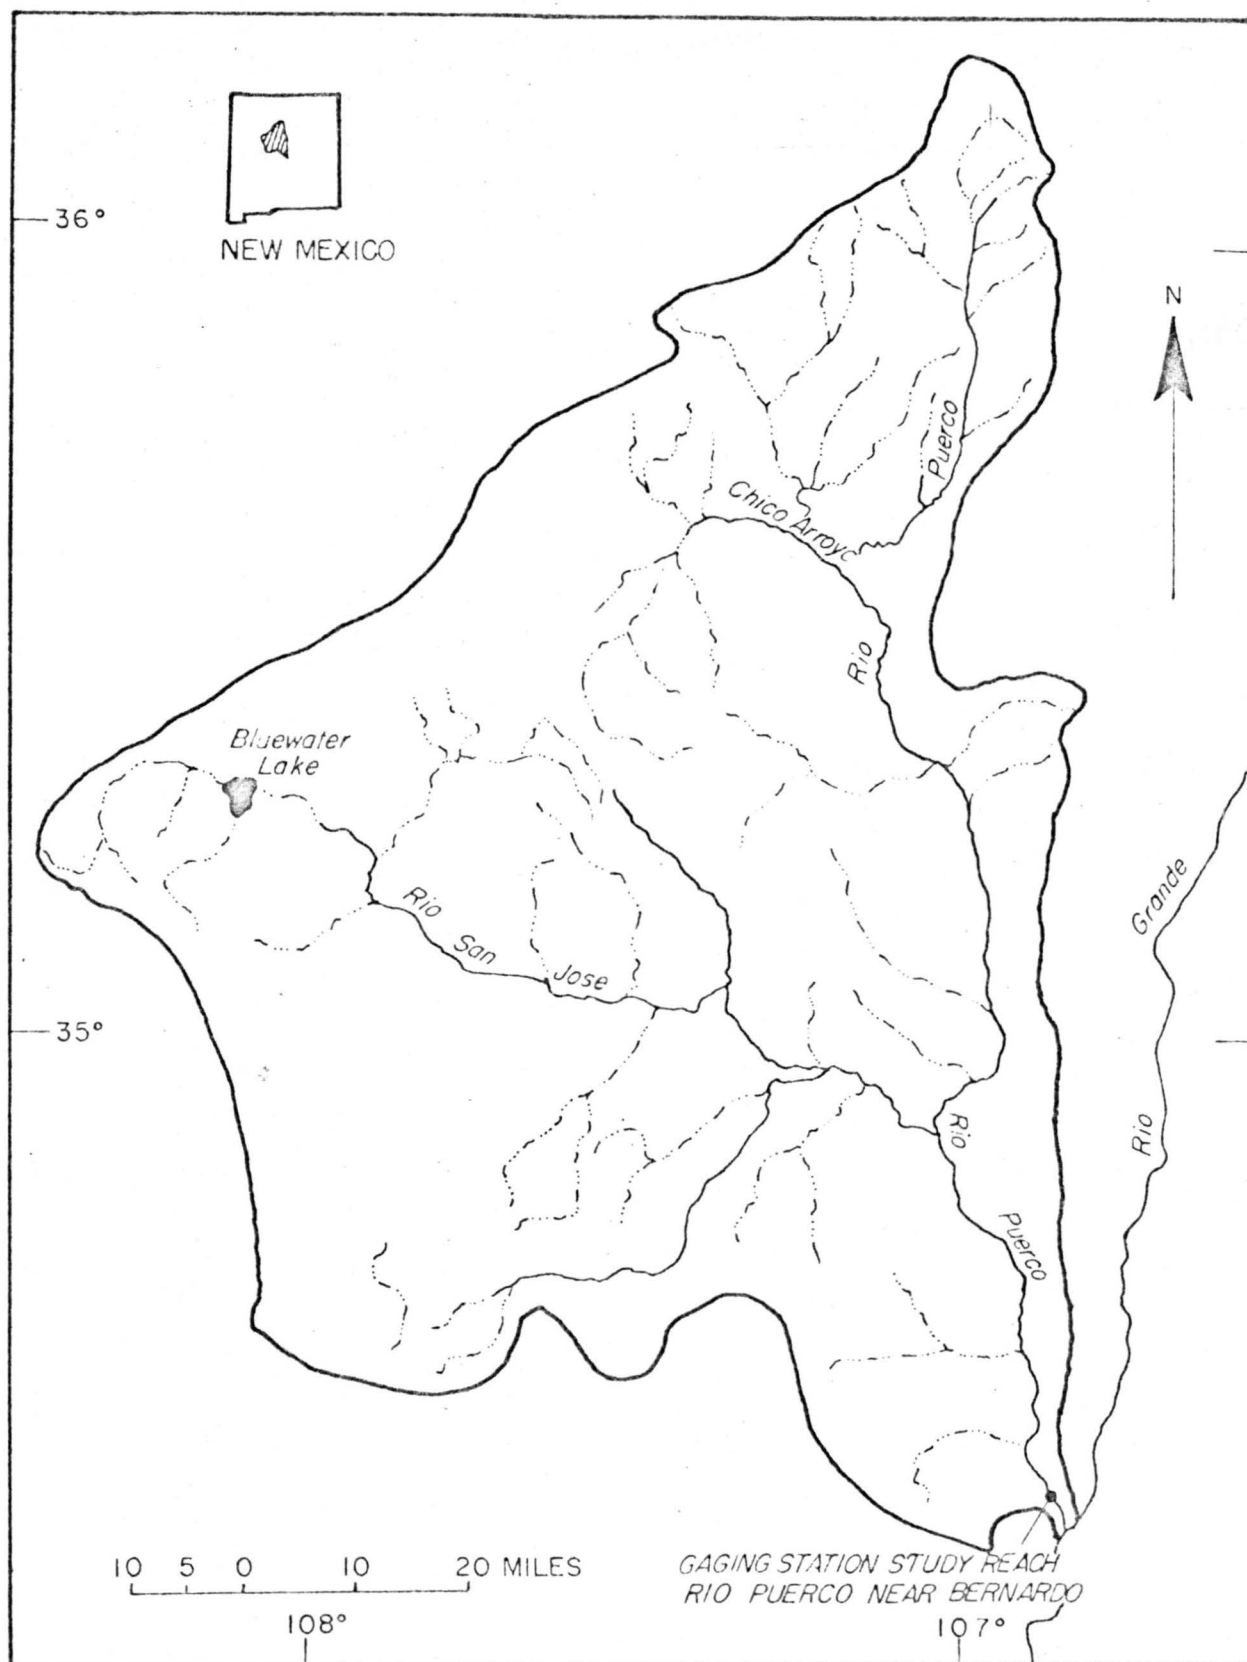 36°
NEW MEXICO
N
Puerco
Chico Arroyo
Rio
Bluewater
Lake
Rio
San
Jose
Grande
Rio
35°
Rio
Puerco
10 5 0 10 20 MILES
GAGING STATION STUDY REACH
RIO PUERCO NEAR BERNARDO
108°
107°